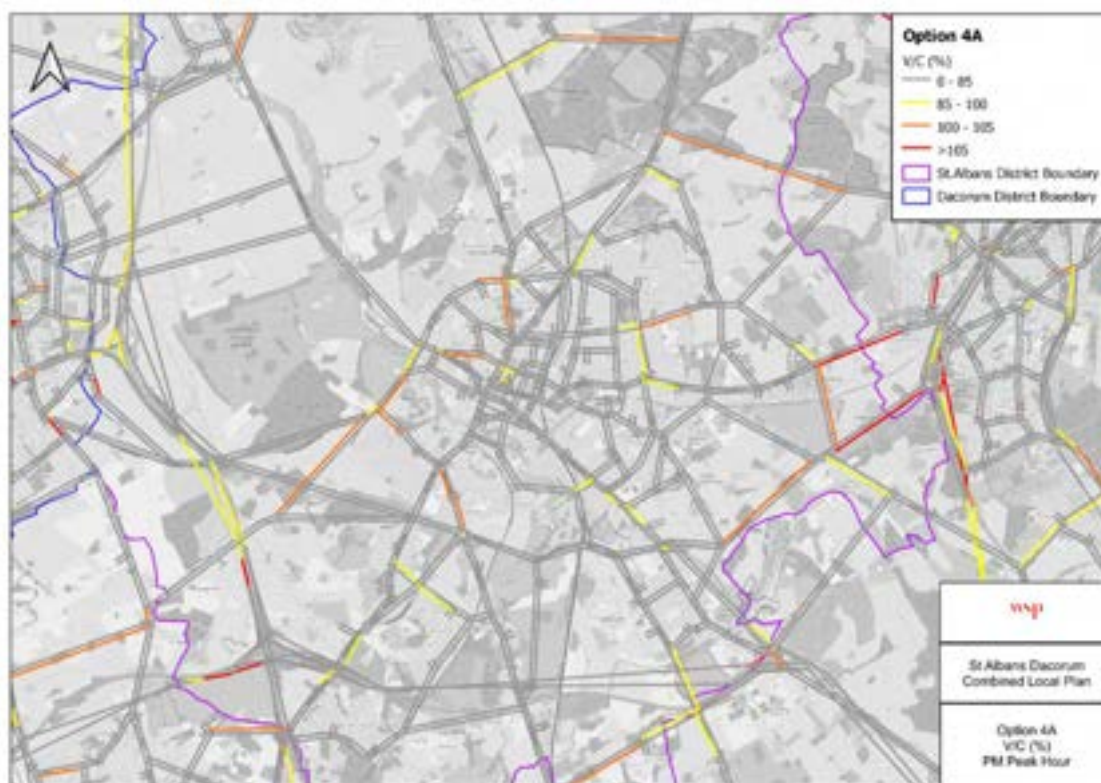 Option 4A
V/C (%)
0 - 85
85 - 100
100 - 105
>105
St.Albans District Boundary
Dacorum District Boundary
wsp
St Albans Dacorum
Combined Local Plan
Option 4A
V/C (%)
PM Peak Hour